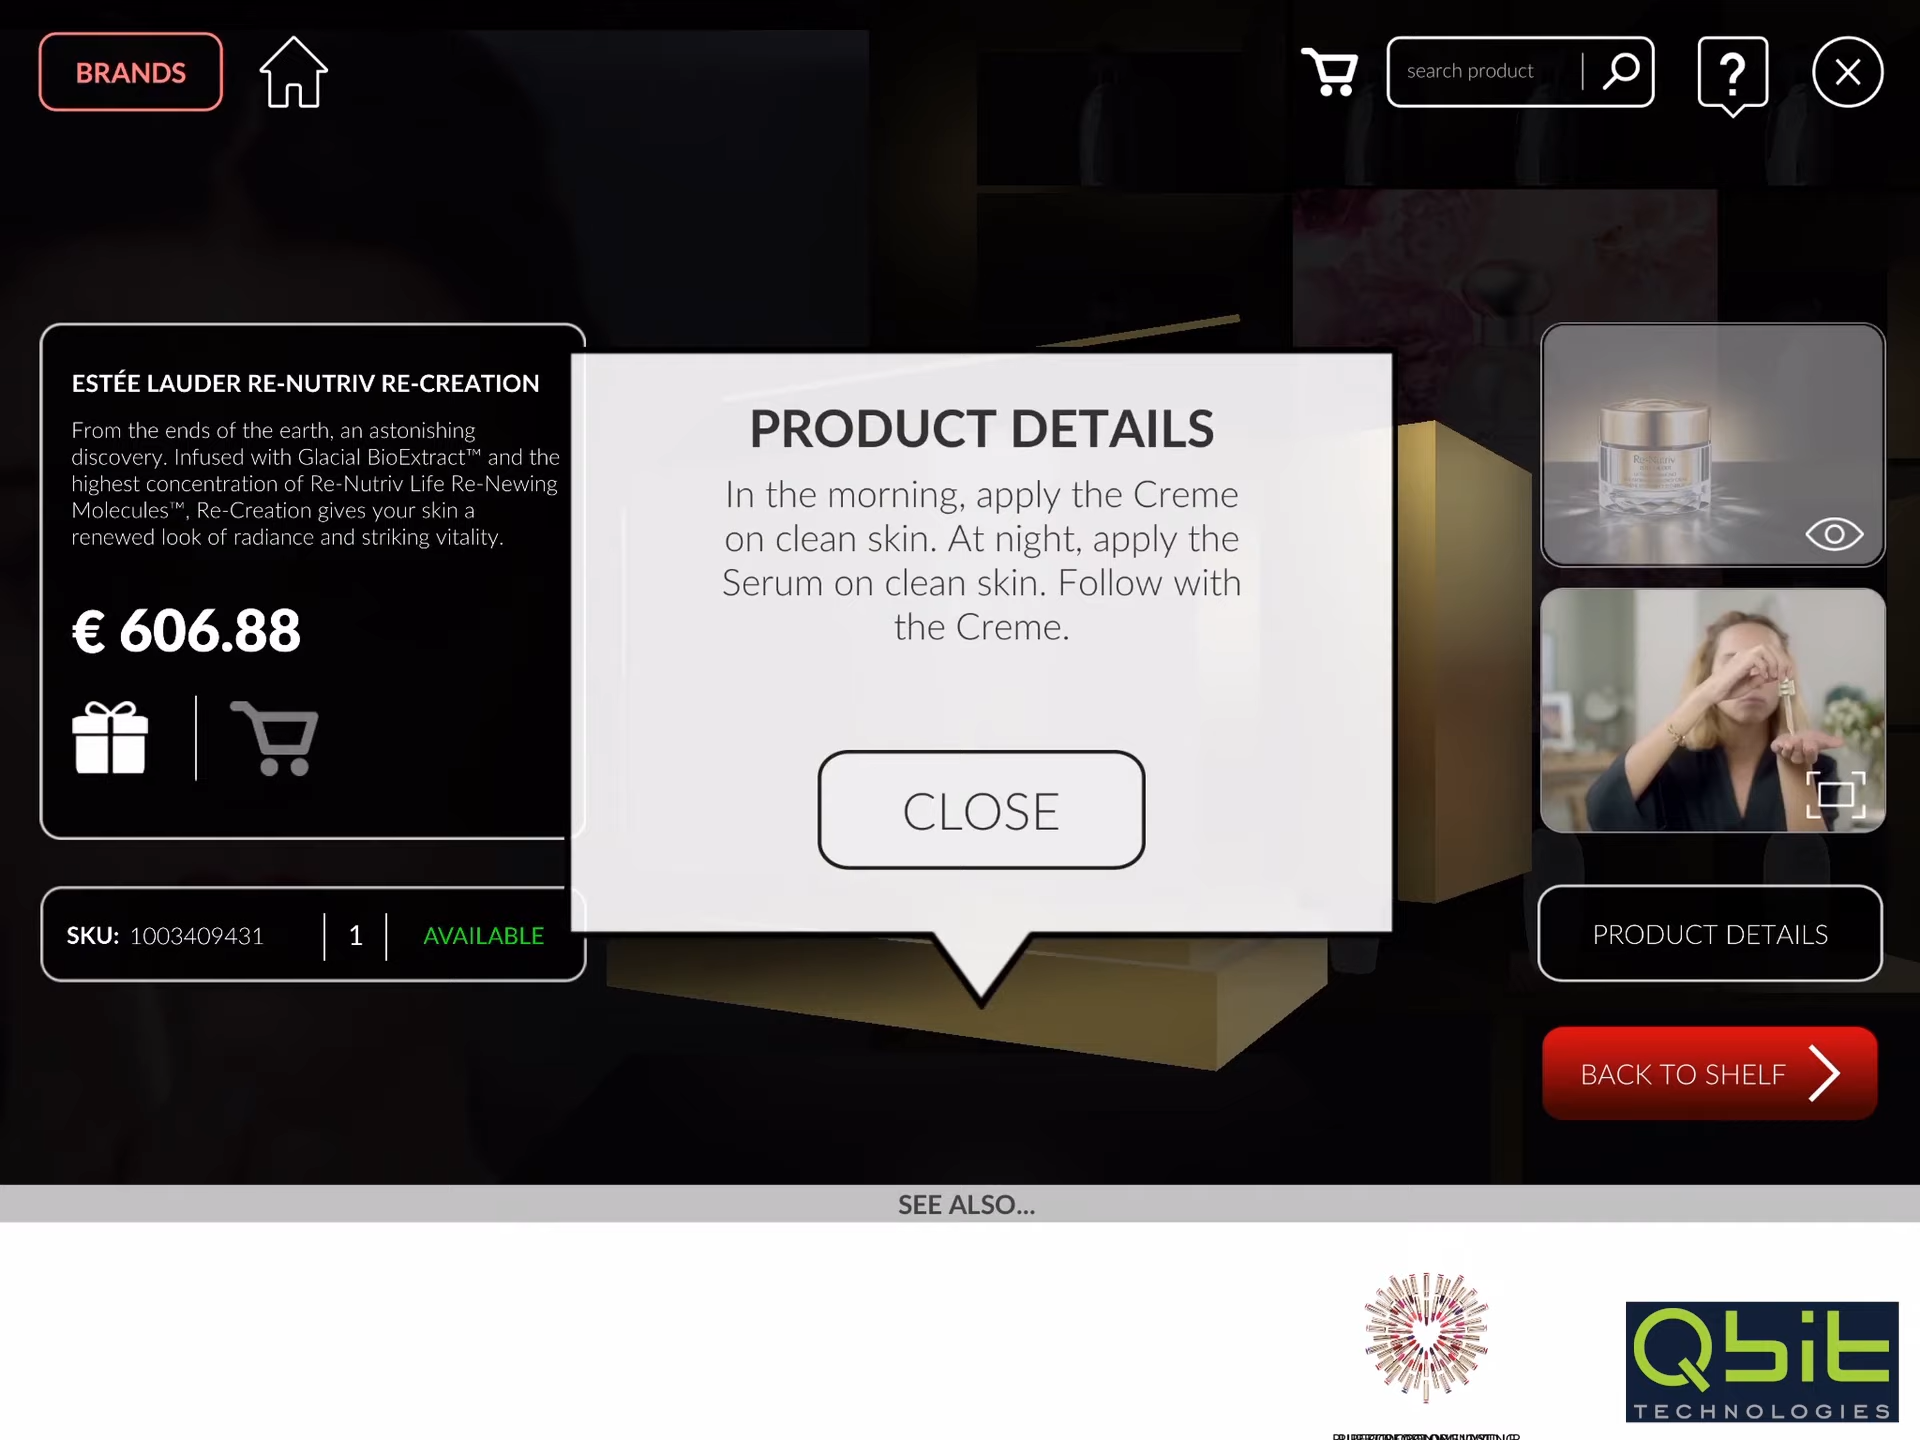 BRANDS
search product
?
ESTÉE LAUDER RE-NUTRIV RE-CREATION
From the ends of the earth, an astonishing
discovery. Infused with Glacial BioExtract™ and the
highest concentration of Re-Nutriv Life Re-Newing
Molecules™, Re-Creation gives your skin a
renewed look of radiance and striking vitality.
€ 606.88
SKU: 1003409431 1 AVAILABLE
PRODUCT DETAILS
In the morning, apply the Creme
on clean skin. At night, apply the
Serum on clean skin. Follow with
the Creme.
CLOSE
Re-Nutriv
PRODUCT DETAILS
BACK TO SHELF
SEE ALSO...
Qbit
TECHNOLOGIES